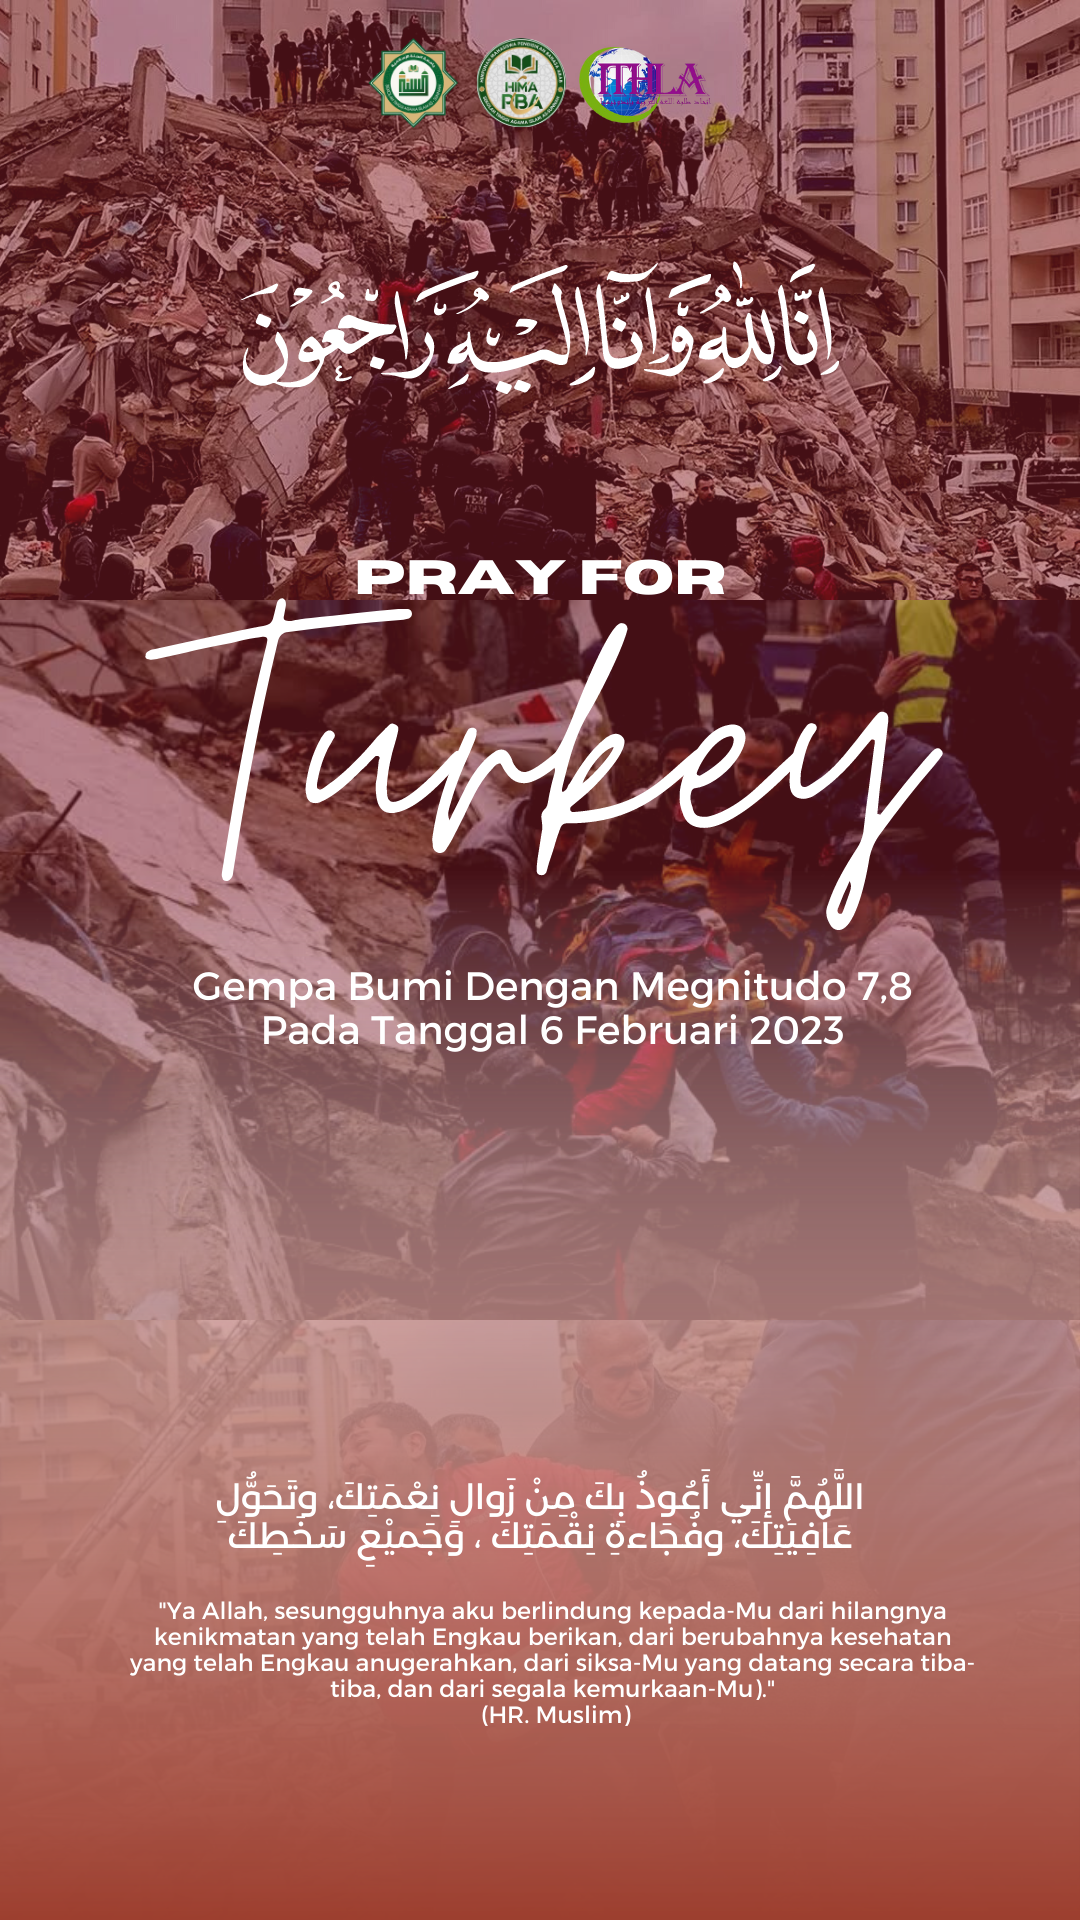 HIMA
PBA
ITHLA
اِنَّا لِلّٰهِ وَاِنَّآ اِلَيْهِ رَاجِعُوْنَ
TEM
PRAY FOR
Turkey
Gempa Bumi Dengan Megnitudo 7,8
Pada Tanggal 6 Februari 2023
اللَّهُمَّ إِنِّي أَعُوذُ بِكَ مِنْ زَوالِ نِعْمَتِكَ، وتَحَوُّلِ
عَافِيَتِكَ، وفُجَاءةِ نِقْمَتِكَ ، وَجَميْعِ سَخَطِكَ
"Ya Allah, sesungguhnya aku berlindung kepada-Mu dari hilangnya
kenikmatan yang telah Engkau berikan, dari berubahnya kesehatan
yang telah Engkau anugerahkan, dari siksa-Mu yang datang secara tiba-
tiba, dan dari segala kemurkaan-Mu)."
(HR. Muslim)